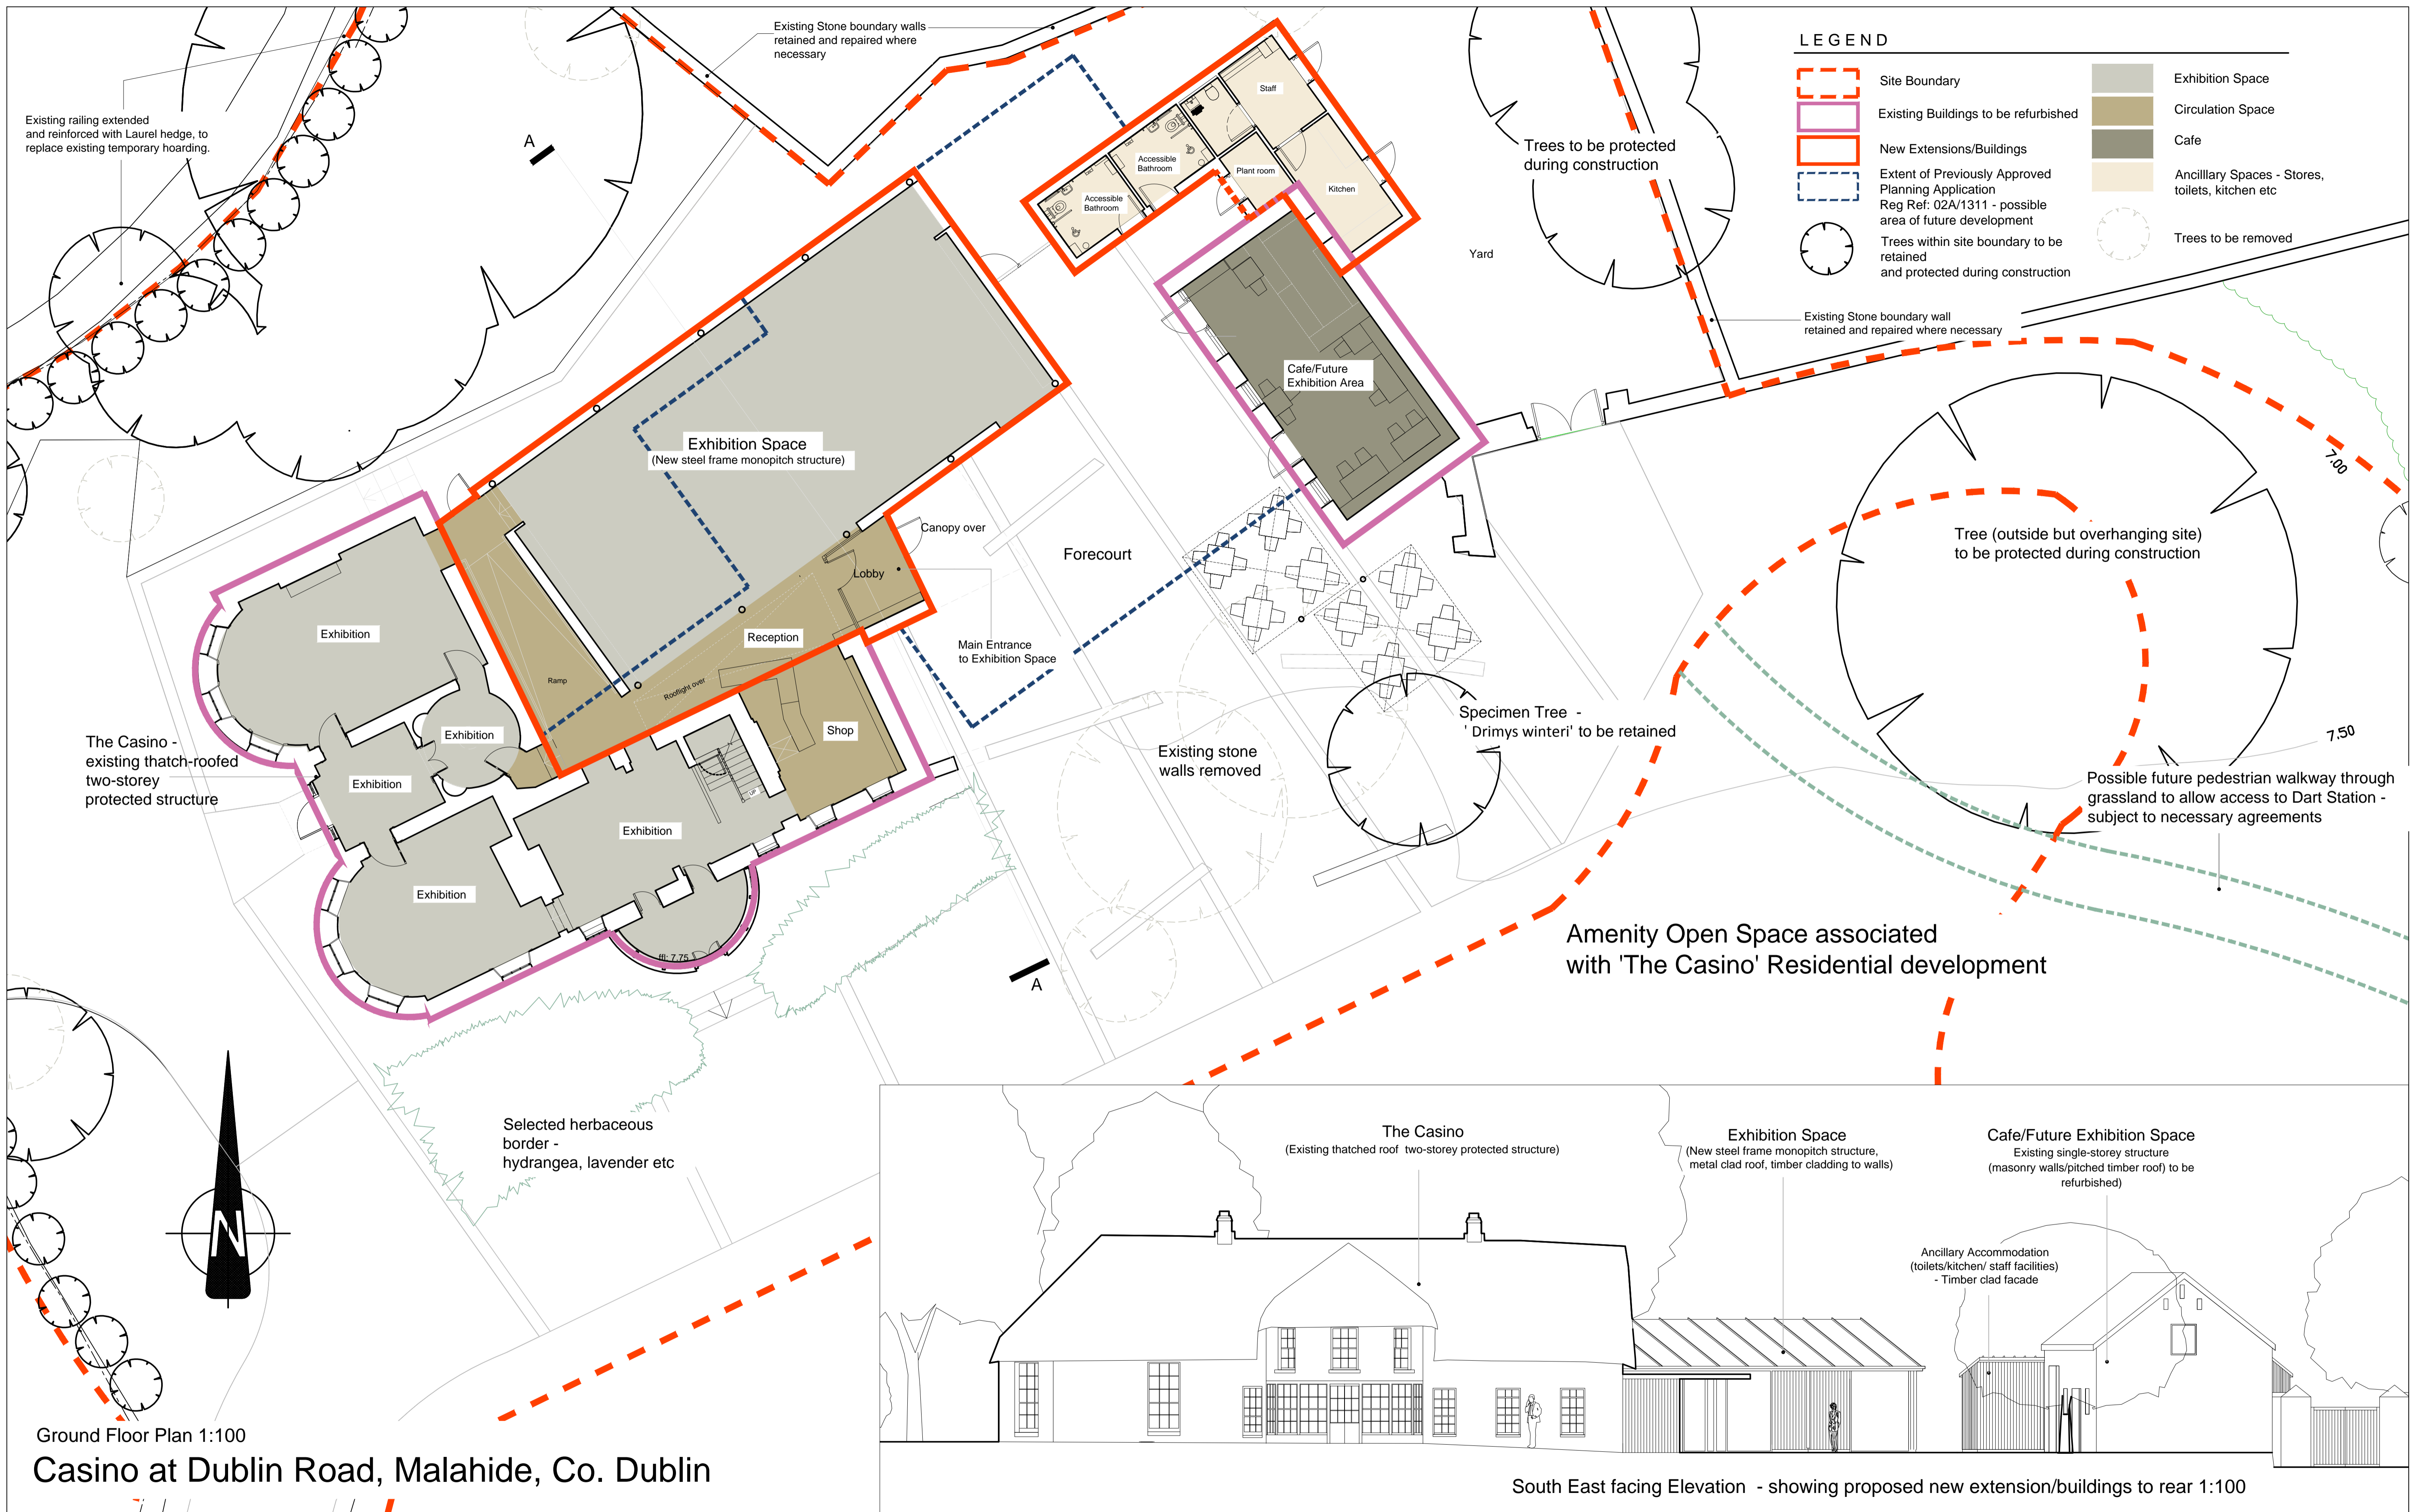 Existing Stone boundary walls
retained and repaired where
necessary
Existing railing extended
and reinforced with Laurel hedge, to
replace existing temporary hoarding.
A
Staff
Accessible
Bathroom
Plant room
Kitchen
Accessible
Bathroom
Trees to be protected
during construction
Yard
LEGEND
Site Boundary
Existing Buildings to be refurbished
New Extensions/Buildings
Extent of Previously Approved
Planning Application
Reg Ref: 02A/1311 - possible
area of future development
Trees within site boundary to be
retained
and protected during construction
Exhibition Space
Circulation Space
Cafe
Ancilllary Spaces - Stores,
toilets, kitchen etc
Trees to be removed
Existing Stone boundary wall
retained and repaired where necessary
Cafe/Future
Exhibition Area
Exhibition Space
(New steel frame monopitch structure)
7.00
Canopy over
Forecourt
Lobby
Tree (outside but overhanging site)
to be protected during construction
Exhibition
Reception
Main Entrance
to Exhibition Space
Ramp
Rooflight over
Shop
Exhibition
The Casino -
existing thatch-roofed
two-storey
protected structure
Exhibition
UP
Exhibition
Exhibition
ffl: 7.75
Existing stone
walls removed
Specimen Tree -
' Drimys winteri' to be retained
7.50
Possible future pedestrian walkway through
grassland to allow access to Dart Station -
subject to necessary agreements
A
Amenity Open Space associated
with 'The Casino' Residential development
Selected herbaceous
border -
hydrangea, lavender etc
N
The Casino
(Existing thatched roof two-storey protected structure)
Exhibition Space
(New steel frame monopitch structure,
metal clad roof, timber cladding to walls)
Cafe/Future Exhibition Space
Existing single-storey structure
(masonry walls/pitched timber roof) to be
refurbished)
Ancillary Accommodation
(toilets/kitchen/ staff facilities)
- Timber clad facade
Ground Floor Plan 1:100
Casino at Dublin Road, Malahide, Co. Dublin
South East facing Elevation - showing proposed new extension/buildings to rear 1:100